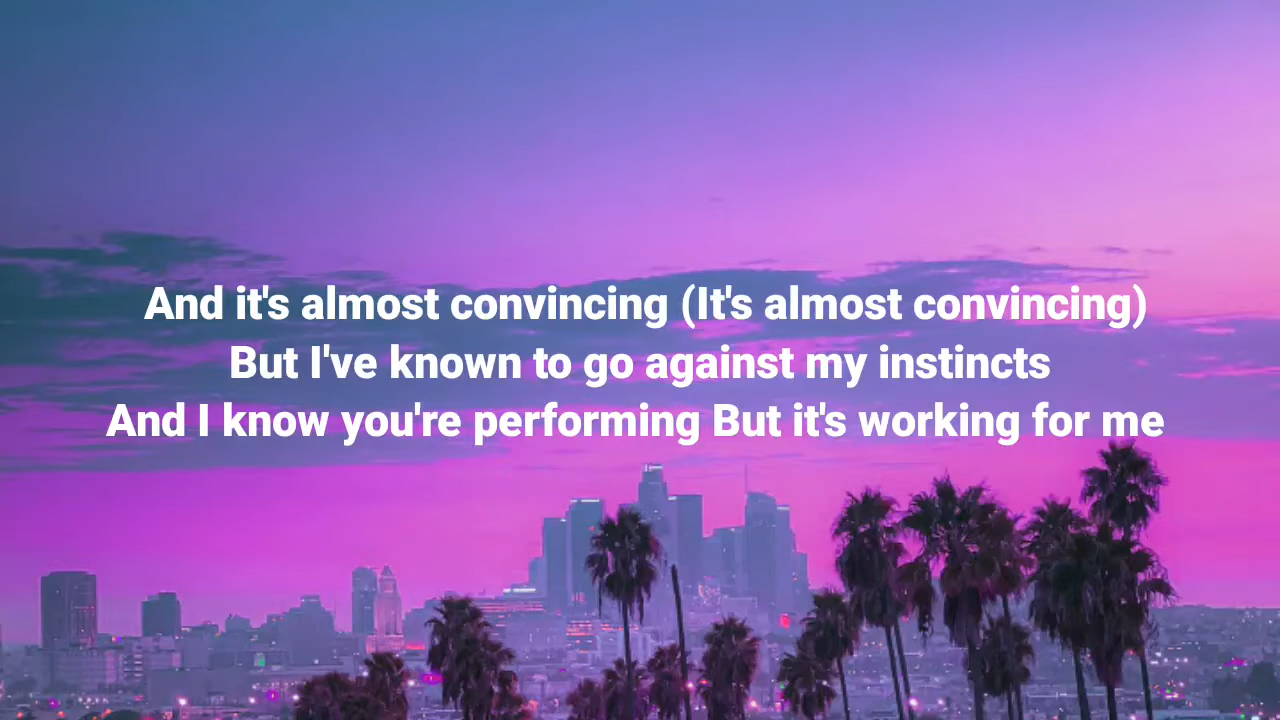 And it's almost convincing (It's almost convincing)
But I've known to go against my instincts
And I know you're performing But it's working for me